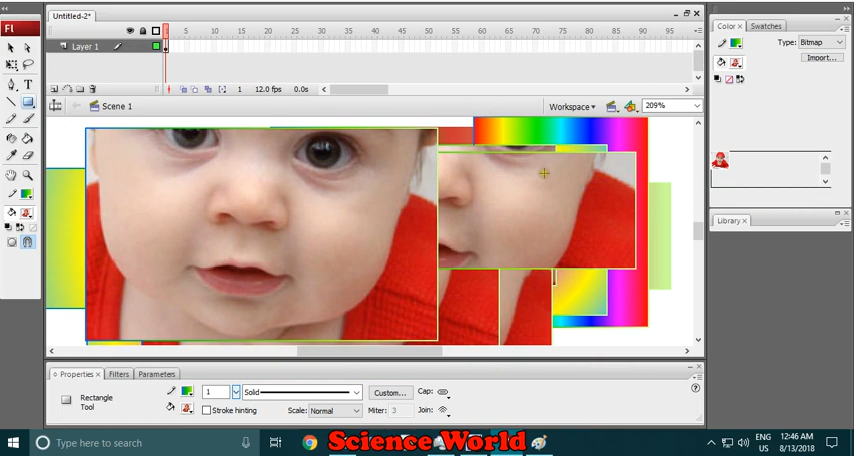 Untitled-2*
Fl
5 10 15 20 25 30 35 40 45 50 55 60 65 70 75 80 85 90 95
Layer 1
1 12.0 fps 0.0s
Scene 1
Workspace
209%
Color
Swatches
Type: Bitmap
Import...
Library
Properties Filters Parameters
Rectangle
Tool
1
Solid
Custom...
Cap:
Stroke hinting
Scale: Normal
Miter: 3
Join:
Type here to search
Science World
ENG
US
12:46 AM
8/13/2018